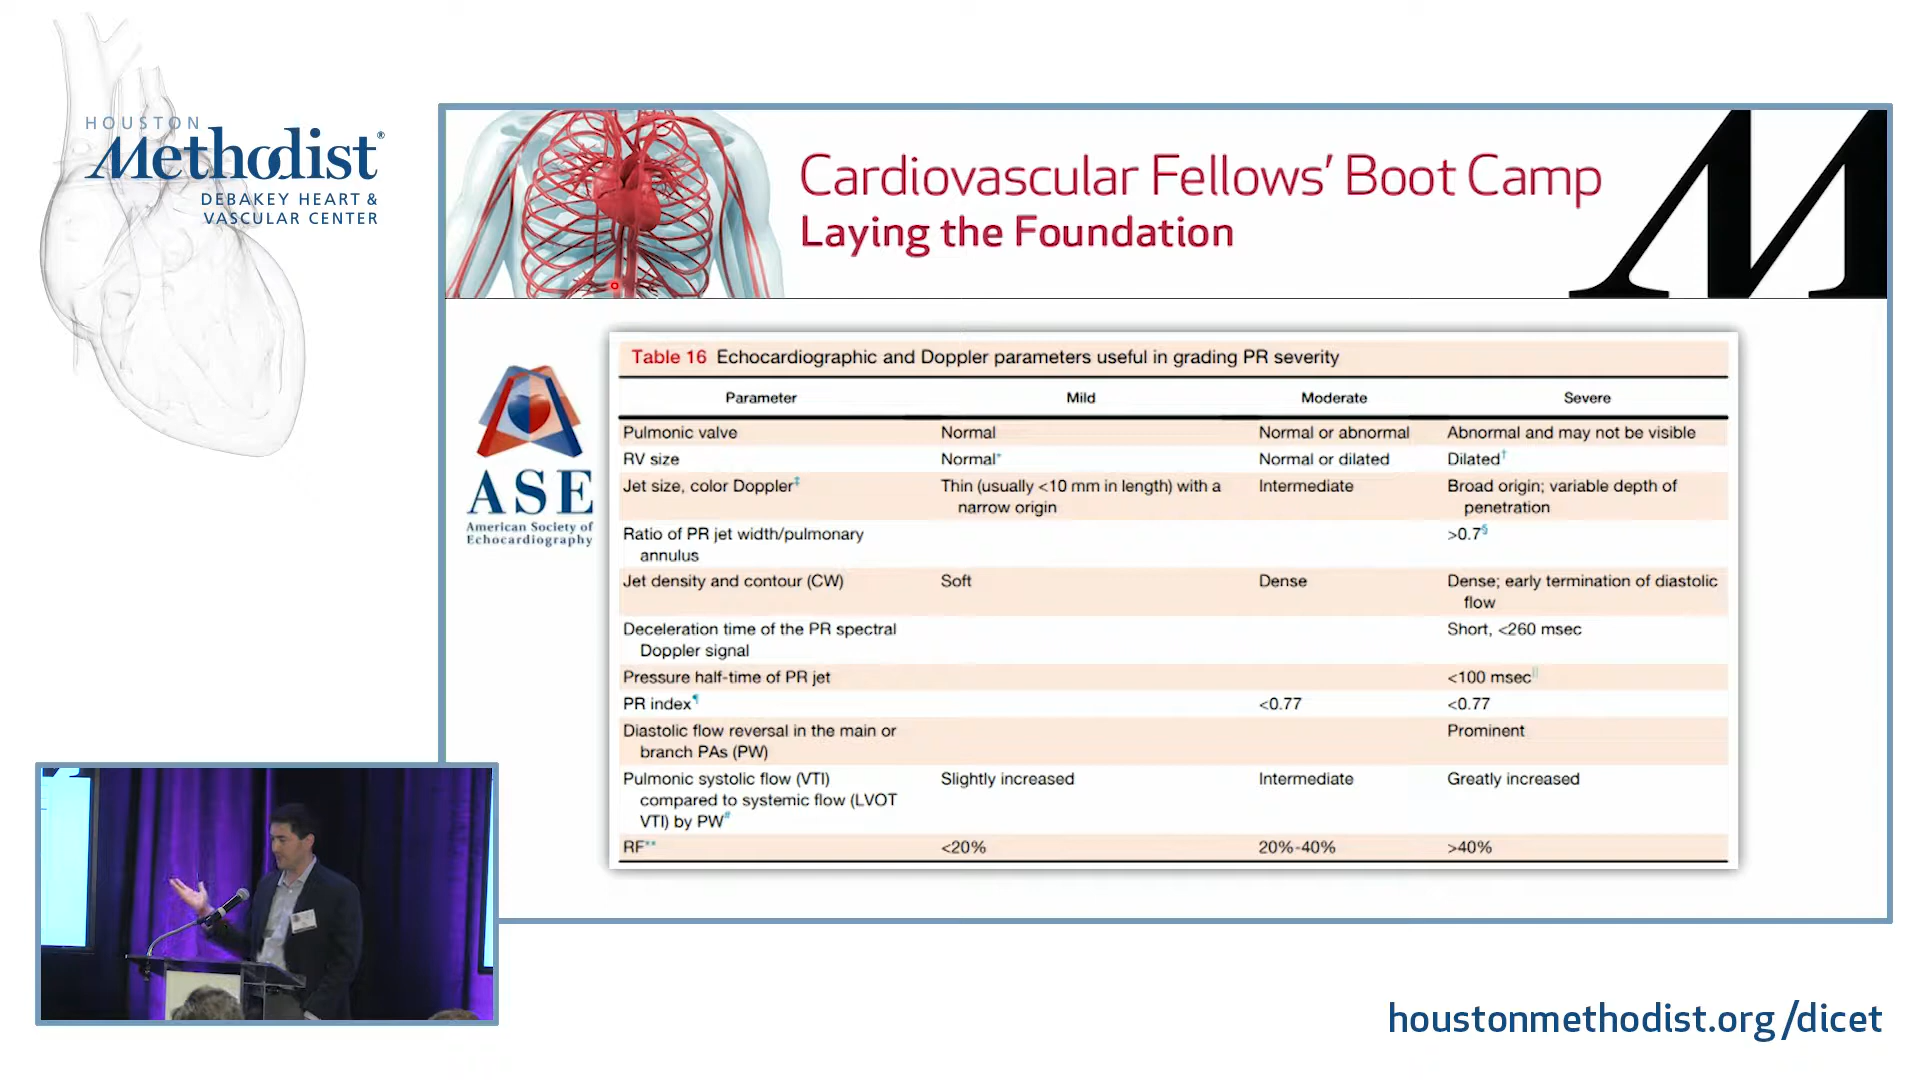 HOUSTON
Methodist®
DEBAKEY HEART &
VASCULAR CENTER
Cardiovascular Fellows' Boot Camp
Laying the Foundation
M
ASE
American Society of
Echocardiography
Table 16 Echocardiographic and Doppler parameters useful in grading PR severity
Parameter Mild Moderate Severe
Pulmonic valve Normal Normal or abnormal Abnormal and may not be visible
RV size Normal* Normal or dilated Dilated†
Jet size, color Doppler‡ Thin (usually <10 mm in length) with a Intermediate Broad origin; variable depth of
narrow origin penetration
Ratio of PR jet width/pulmonary >0.7§
annulus
Jet density and contour (CW) Soft Dense Dense; early termination of diastolic
flow
Deceleration time of the PR spectral Short, <260 msec
Doppler signal
Pressure half-time of PR jet <100 msec||
PR index¶ <0.77 <0.77
Diastolic flow reversal in the main or Prominent
branch PAs (PW)
Pulmonic systolic flow (VTI) Slightly increased Intermediate Greatly increased
compared to systemic flow (LVOT
VTI) by PW#
RF** <20% 20%-40% >40%
houstonmethodist.org/dicet